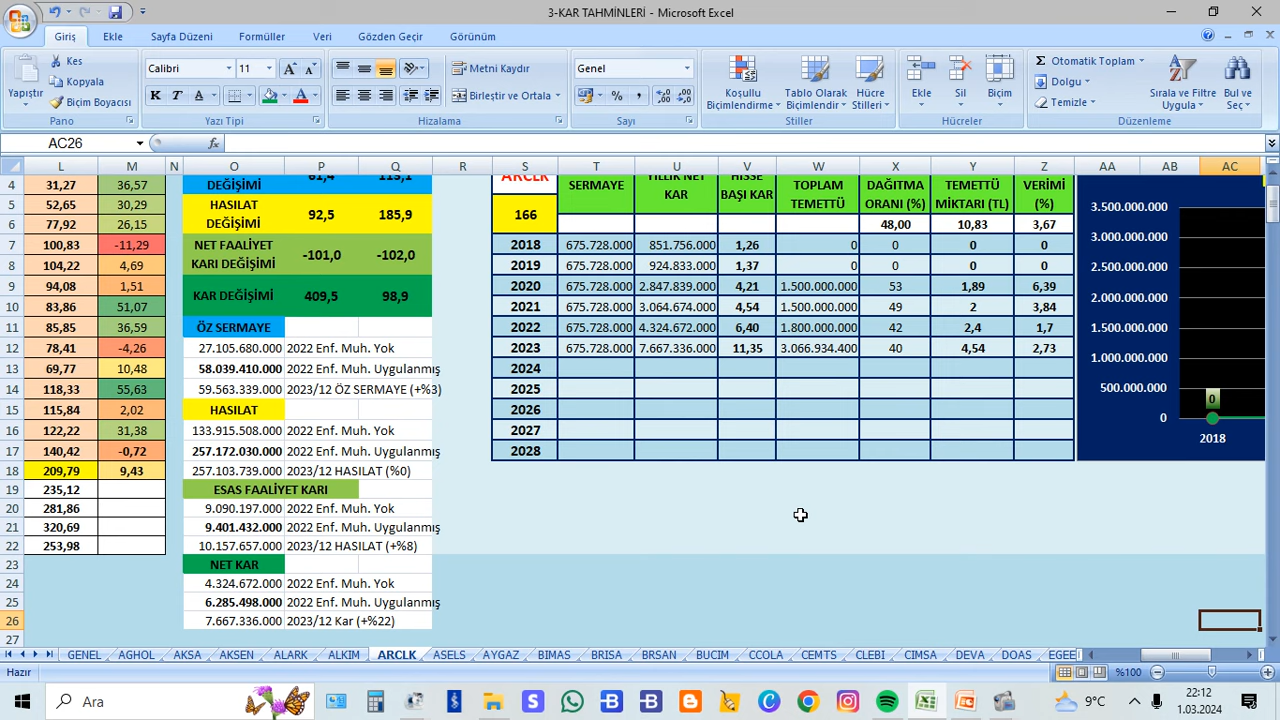 3-KAR TAHMİNLERİ - Microsoft Excel
Giriş Ekle Sayfa Düzeni Formüller Veri Gözden Geçir Görünüm
Yapıştır Kes Kopyala Biçim Boyacısı Pano
Calibri 11 K T A Yazı Tipi
Metni Kaydır Birleştir ve Ortala Hizalama
Genel % Sayı
Koşullu Biçimlendirme Tablo Olarak Biçimlendir Hücre Stilleri Stiller
Ekle Sil Biçim Hücreler
Otomatik Toplam Dolgu Temizle Sırala ve Filtre Uygula Bul ve Seç Düzenleme
AC26 fx
L M N O P Q R S T U V W X Y Z AA AB AC
4 31,27 36,57 DEĞİŞİMİ ARCLK SERMAYE YILLIK NET KAR HİSSE BAŞI KAR TOPLAM TEMETTÜ DAĞITMA ORANI (%) TEMETTÜ MİKTARI (TL) VERİMİ (%)
5 52,65 30,29 HASILAT DEĞİŞİMİ 92,5 185,9 166
6 77,92 26,15 48,00 10,83 3,67
7 100,83 -11,29 NET FAALİYET KARI DEĞİŞİMİ -101,0 -102,0 2018 675.728.000 851.756.000 1,26 0 0 0 0
8 104,22 4,69 2019 675.728.000 924.833.000 1,37 0 0 0 0
9 94,08 1,51 KAR DEĞİŞİMİ 409,5 98,9 2020 675.728.000 2.847.839.000 4,21 1.500.000.000 53 1,89 6,39
10 83,86 51,07 2021 675.728.000 3.064.674.000 4,54 1.500.000.000 49 2 3,84
11 85,85 36,59 ÖZ SERMAYE 2022 675.728.000 4.324.672.000 6,40 1.800.000.000 42 2,4 1,7
12 78,41 -4,26 27.105.680.000 2022 Enf. Muh. Yok 2023 675.728.000 7.667.336.000 11,35 3.066.934.400 40 4,54 2,73
13 69,77 10,48 58.039.410.000 2022 Enf. Muh. Uygulanmış 2024
14 118,33 55,63 59.563.339.000 2023/12 ÖZ SERMAYE (+%3) 2025
15 115,84 2,02 HASILAT 2026
16 122,22 31,38 133.915.508.000 2022 Enf. Muh. Yok 2027
17 140,42 -0,72 257.172.030.000 2022 Enf. Muh. Uygulanmış 2028
18 209,79 9,43 257.103.739.000 2023/12 HASILAT (%0)
19 235,12 ESAS FAALİYET KARI
20 281,86 9.090.197.000 2022 Enf. Muh. Yok
21 320,69 9.401.432.000 2022 Enf. Muh. Uygulanmış
22 253,98 10.157.657.000 2023/12 HASILAT (+%8)
23 NET KAR
24 4.324.672.000 2022 Enf. Muh. Yok
25 6.285.498.000 2022 Enf. Muh. Uygulanmış
26 7.667.336.000 2023/12 Kar (+%22)
27
3.500.000.000
3.000.000.000
2.500.000.000
2.000.000.000
1.500.000.000
1.000.000.000
500.000.000
0
0
2018
GENEL AGHOL AKSA AKSEN ALARK ALKIM ARCLK ASELS AYGAZ BIMAS BRISA BRSAN BUCIM CCOLA CEMTS CLEBI CIMSA DEVA DOAS EGEE
Hazır %100
Ara 9°C 22:12
1.03.2024